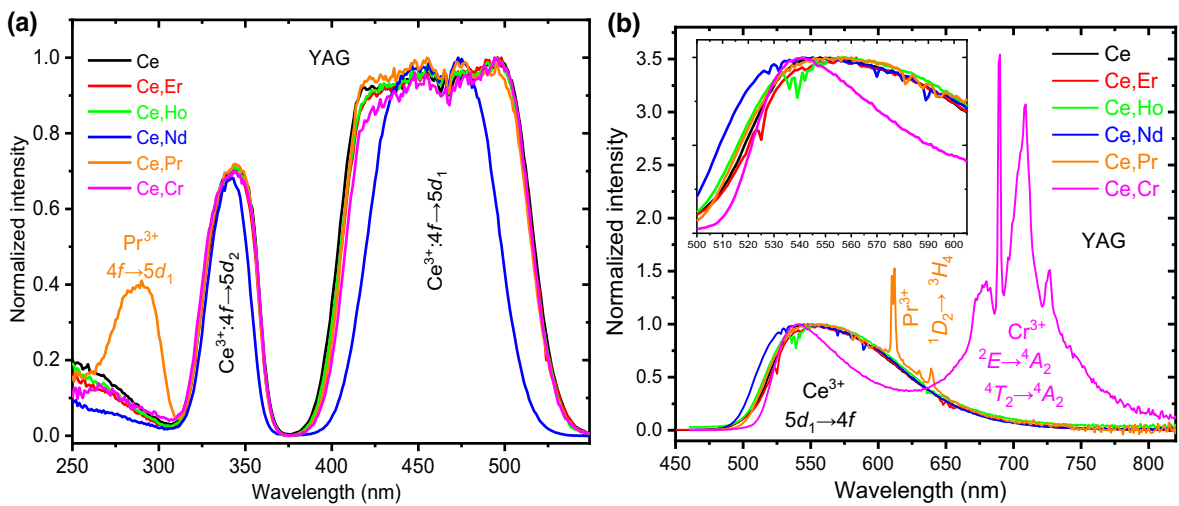 (a)
YAG
Ce
Ce,Er
Ce,Ho
Ce,Nd
Ce,Pr
Ce,Cr
Pr³⁺
4f→5d₁
Ce³⁺:4f→5d₂
Ce³⁺:4f→5d₁
Normalized intensity
1.0
0.8
0.6
0.4
0.2
0.0
250 300 350 400 450 500
Wavelength (nm)
(b)
Ce
Ce,Er
Ce,Ho
Ce,Nd
Ce,Pr
Ce,Cr
YAG
500 510 520 530 540 550 560 570 580 590 600
Pr³⁺
¹D₂→ ³H₄
Cr³⁺
²E→⁴A₂
⁴T₂→⁴A₂
Ce³⁺
5d₁→4f
Normalized intensity
3.5
3.0
2.5
2.0
1.5
1.0
0.5
0.0
450 500 550 600 650 700 750 800
Wavelength (nm)